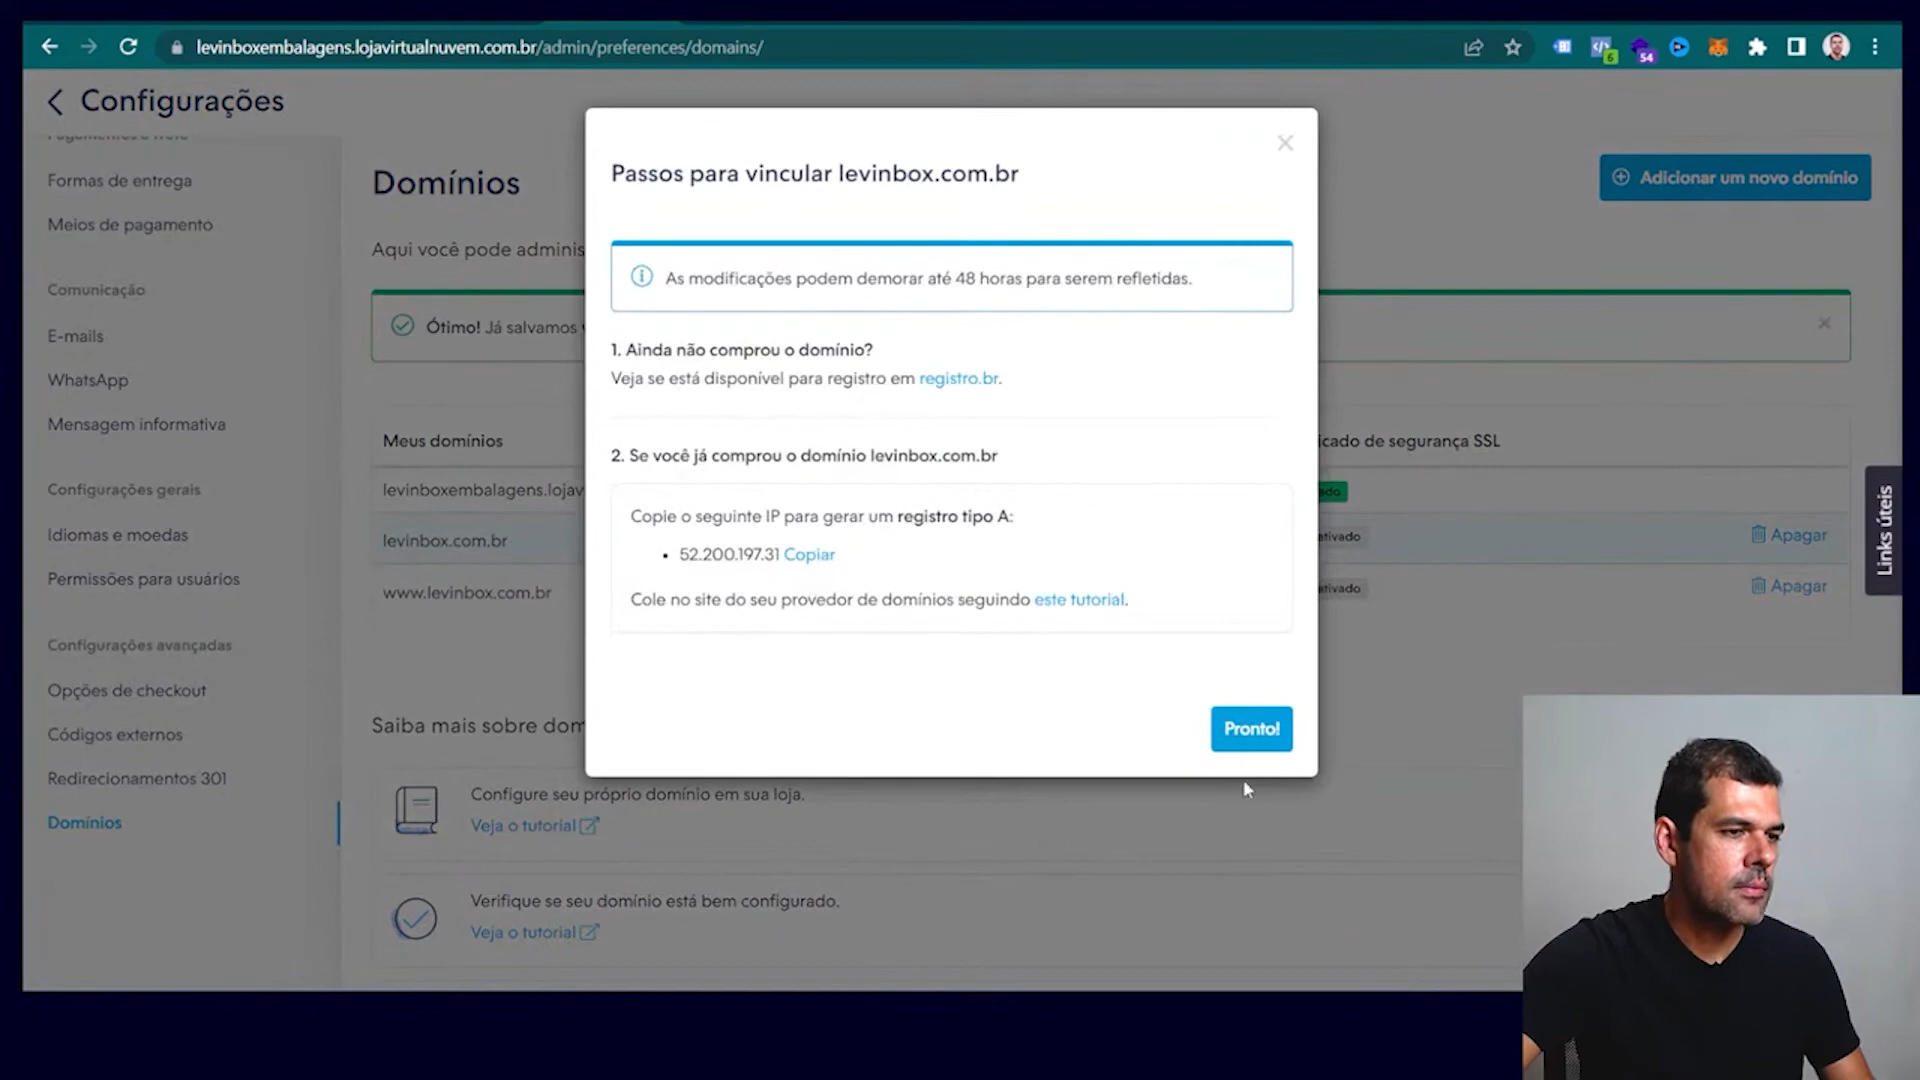 levinboxembalagens.lojavirtualnuvem.com.br/admin/preferences/domains/
6
54
Configurações
Pagamentos e frete
Formas de entrega
Meios de pagamento
Comunicação
E-mails
WhatsApp
Mensagem informativa
Configurações gerais
Idiomas e moedas
Permissões para usuários
Configurações avançadas
Opções de checkout
Códigos externos
Redirecionamentos 301
Domínios
Domínios
Adicionar um novo domínio
Aqui você pode adminis
Ótimo! Já salvamos
Meus domínios
icado de segurança SSL
levinboxembalagens.lojav
ado
levinbox.com.br
ativado
Apagar
www.levinbox.com.br
ativado
Apagar
Links úteis
Saiba mais sobre dom
Configure seu próprio domínio em sua loja.
Veja o tutorial
Verifique se seu domínio está bem configurado.
Veja o tutorial
Passos para vincular levinbox.com.br
As modificações podem demorar até 48 horas para serem refletidas.
1. Ainda não comprou o domínio?
Veja se está disponível para registro em registro.br.
2. Se você já comprou o domínio levinbox.com.br
Copie o seguinte IP para gerar um registro tipo A:
• 52.200.197.31 Copiar
Cole no site do seu provedor de domínios seguindo este tutorial.
Pronto!